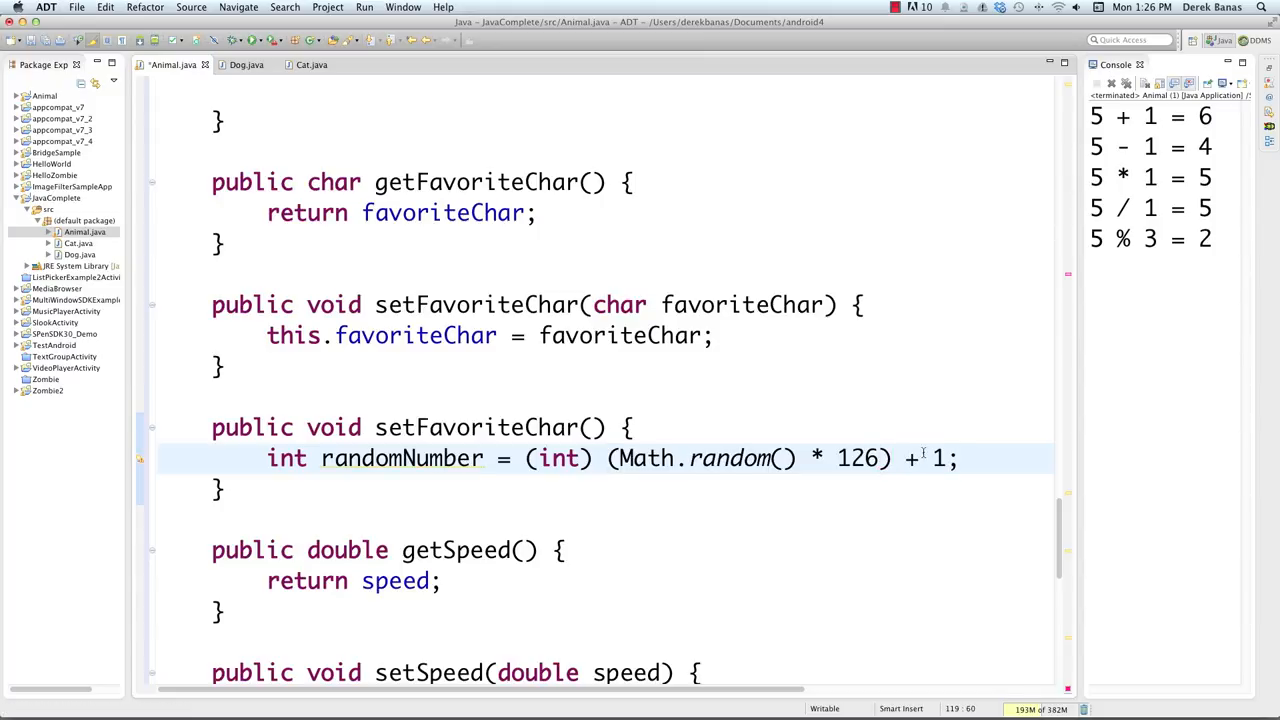 ADT File Edit Refactor Source Navigate Search Project Run Window Help
10 Mon 1:26 PM Derek Banas
Java - JavaComplete/src/Animal.java - ADT - /Users/derekbanas/Documents/android4
Quick Access Java DDMS
Package Exp
Animal
appcompat_v7
appcompat_v7_2
appcompat_v7_3
appcompat_v7_4
BridgeSample
HelloWorld
HelloZombie
ImageFilterSampleApp
JavaComplete
src
(default package)
Animal.java
Cat.java
Dog.java
JRE System Library [Ja
ListPickerExample2Activi
MediaBrowser
MultiWindowSDKExample
MusicPlayerActivity
SlookActivity
SPenSDK30_Demo
TestAndroid
TextGroupActivity
VideoPlayerActivity
Zombie
Zombie2
*Animal.java Dog.java Cat.java
}
public char getFavoriteChar() {
return favoriteChar;
}
public void setFavoriteChar(char favoriteChar) {
this.favoriteChar = favoriteChar;
}
public void setFavoriteChar() {
int randomNumber = (int) (Math.random() * 126) + 1;
}
public double getSpeed() {
return speed;
}
public void setSpeed(double speed) {
Console
<terminated> Animal (1) [Java Application] /S
5 + 1 = 6
5 - 1 = 4
5 * 1 = 5
5 / 1 = 5
5 % 3 = 2
Writable Smart Insert 119 : 60 193M of 382M